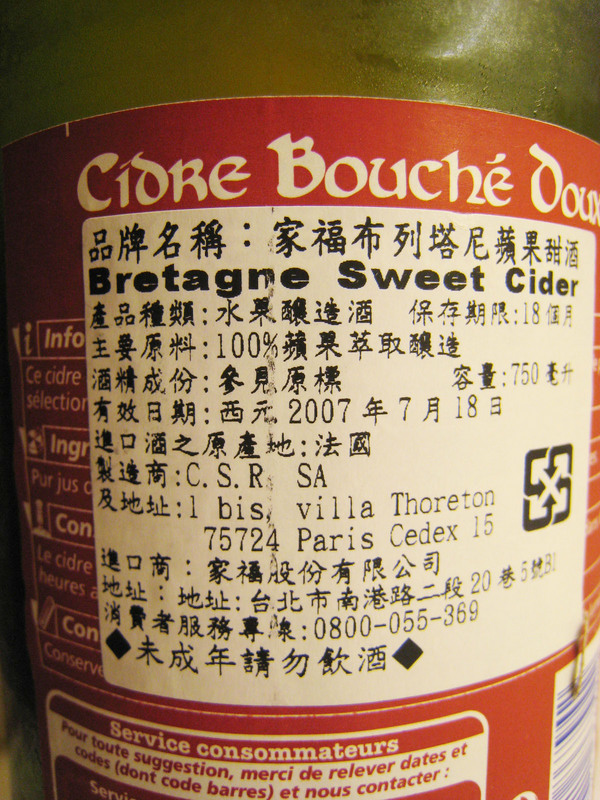 Cidre Bouché Doux
品牌名稱：家福布列塔尼蘋果甜酒
Bretagne Sweet Cider
產品種類:水果釀造酒 保存期限:18個月
主要原料:100%蘋果萃取釀造
酒精成份:參見原標 容量:750毫升
有效日期:西元 2007年7月18日
進口酒之原產地:法國
製造商:C.S.R. SA
及地址:1 bis, villa Thoreton
75724 Paris Cedex 15
進口商：家福股份有限公司
地址：地址:台北市南港路二段20巷5號B1
消費者服務專線:0800-055-369
◆未成年請勿飲酒◆
Info
Ce cidre
sélection
Ingr
Pur jus d
Con
Le cidre
heures a
Con
Conserve
Service consommateurs
Pour toute suggestion, merci de relever dates et
codes (dont code barres) et nous contacter :